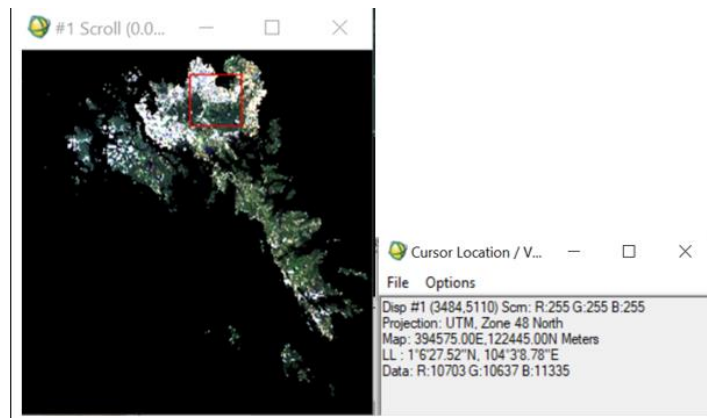 #1 Scroll (0.0...
Cursor Location / V...
File Options
Disp #1 (3484,5110) Scrn: R:255 G:255 B:255
Projection: UTM, Zone 48 North
Map: 394575.00E,122445.00N Meters
LL : 1°6'27.52"N, 104°3'8.78"E
Data: R:10703 G:10637 B:11335